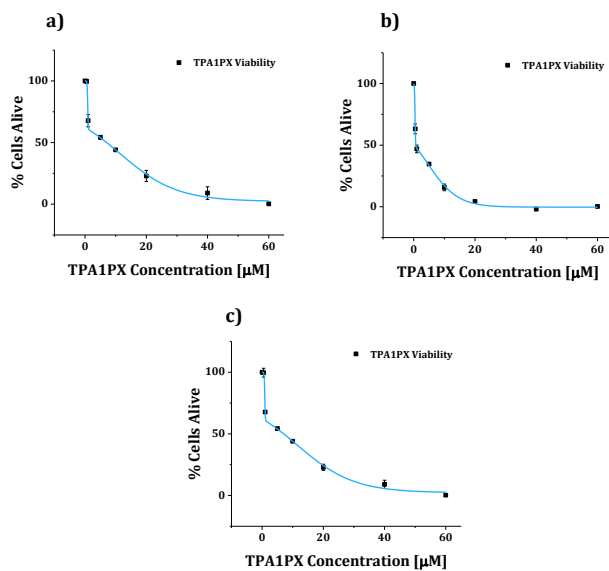 a)
TPA1PX Viability
100
50
0
% Cells Alive
0 20 40 60
TPA1PX Concentration [μM]
b)
TPA1PX Viability
100
50
0
% Cells Alive
0 20 40 60
TPA1PX Concentration [μM]
c)
TPA1PX Viability
100
50
0
% Cells Alive
0 20 40 60
TPA1PX Concentration [μM]